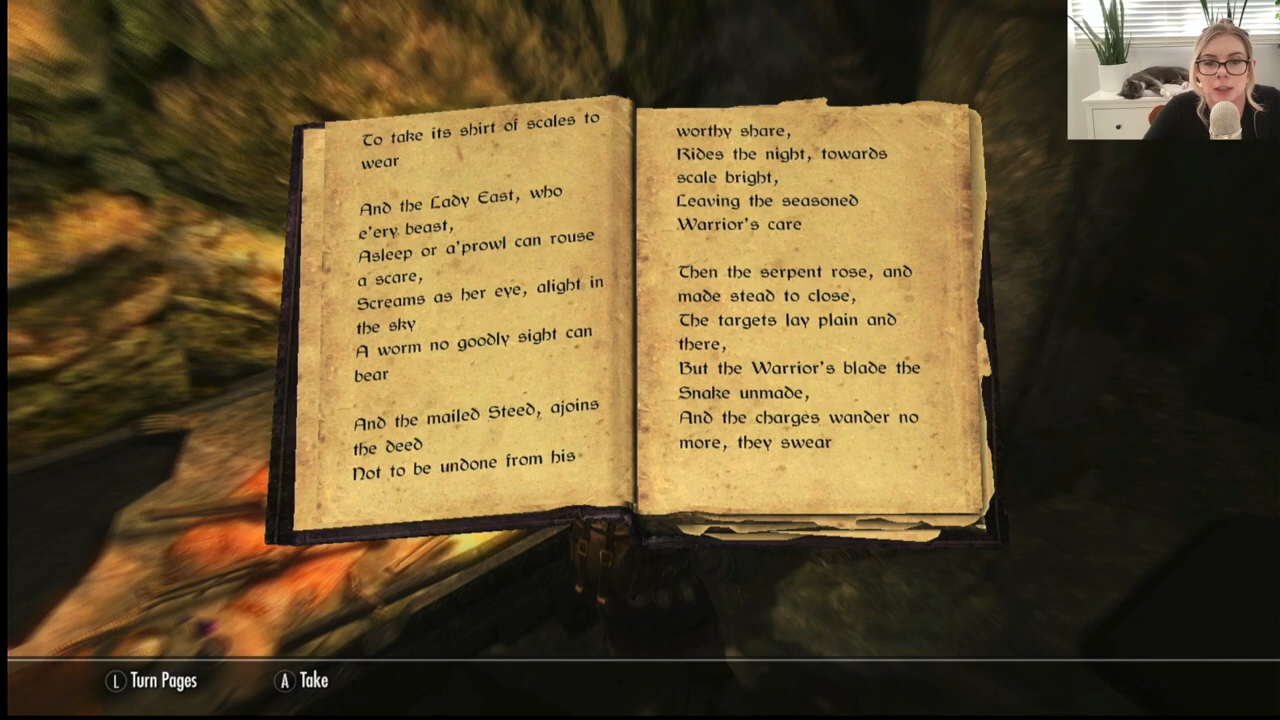 To take its shirt of scales to
wear
And the Lady East, who
e'ery beast,
Asleep or a'prowl can rouse
a scare,
Screams as her eye, alight in
the sky
A worm no goodly sight can
bear
And the mailed Steed, ajoins
the deed
Not to be undone from his
worthy share,
Rides the night, towards
scale bright,
Leaving the seasoned
Warrior's care
Then the serpent rose, and
made stead to close,
The targets lay plain and
there,
But the Warrior's blade the
Snake unmade,
And the charges wander no
more, they swear
L Turn Pages
A Take